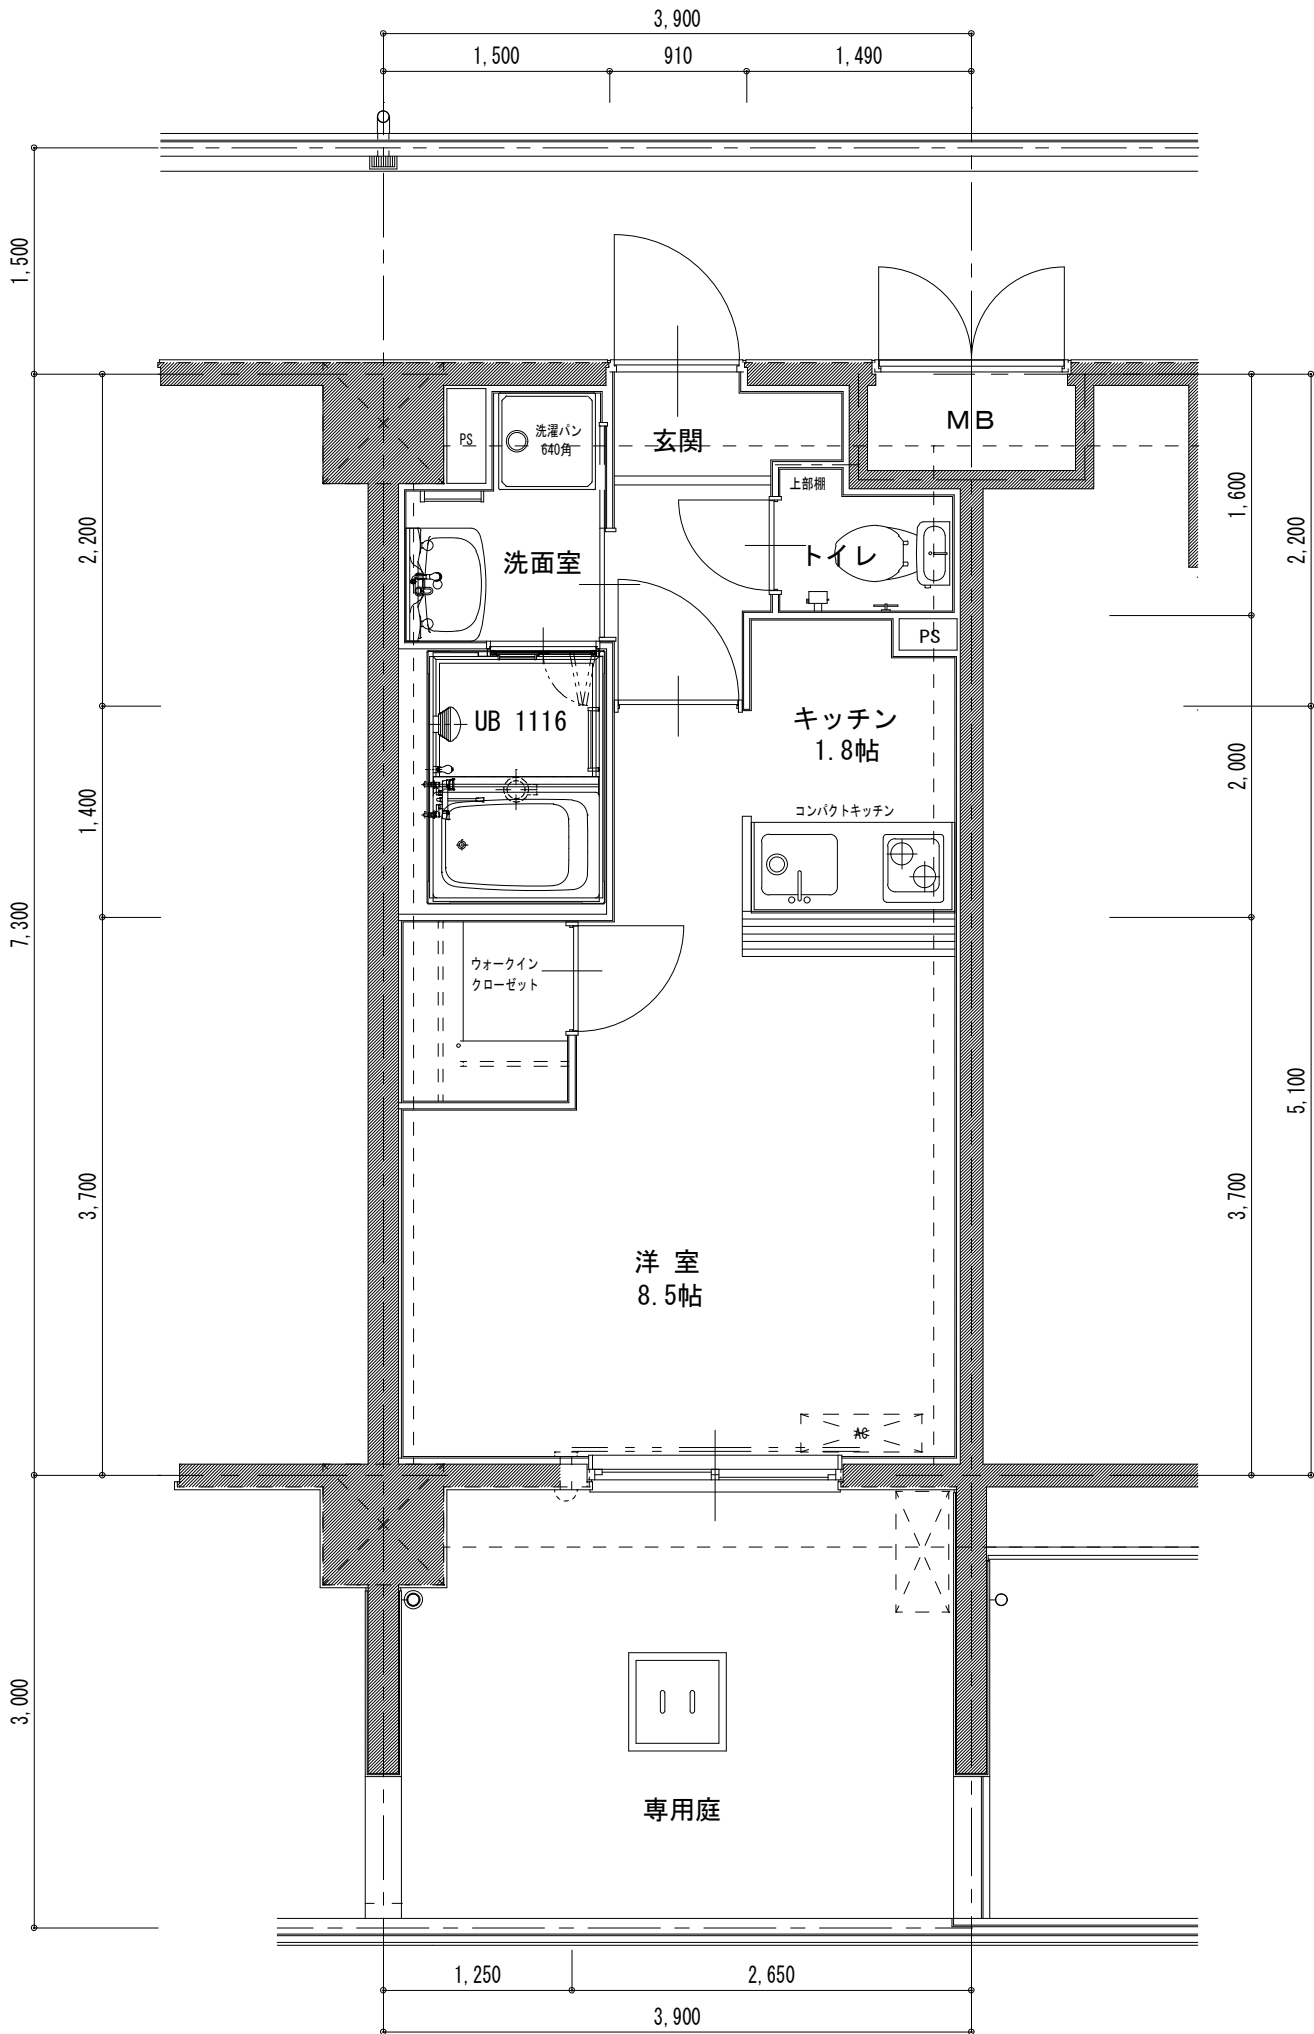 3,900
1,500
910
1,490
1,500
PS
洗濯パン
640角
玄関
MB
上部棚
トイレ
洗面室
PS
UB 1116
キッチン
1.8帖
コンパクトキッチン
ウォークイン
クローゼット
洋 室
8.5帖
AC
専用庭
2,200
1,400
3,700
7,300
3,000
1,600
2,000
3,700
2,200
5,100
1,250
2,650
3,900